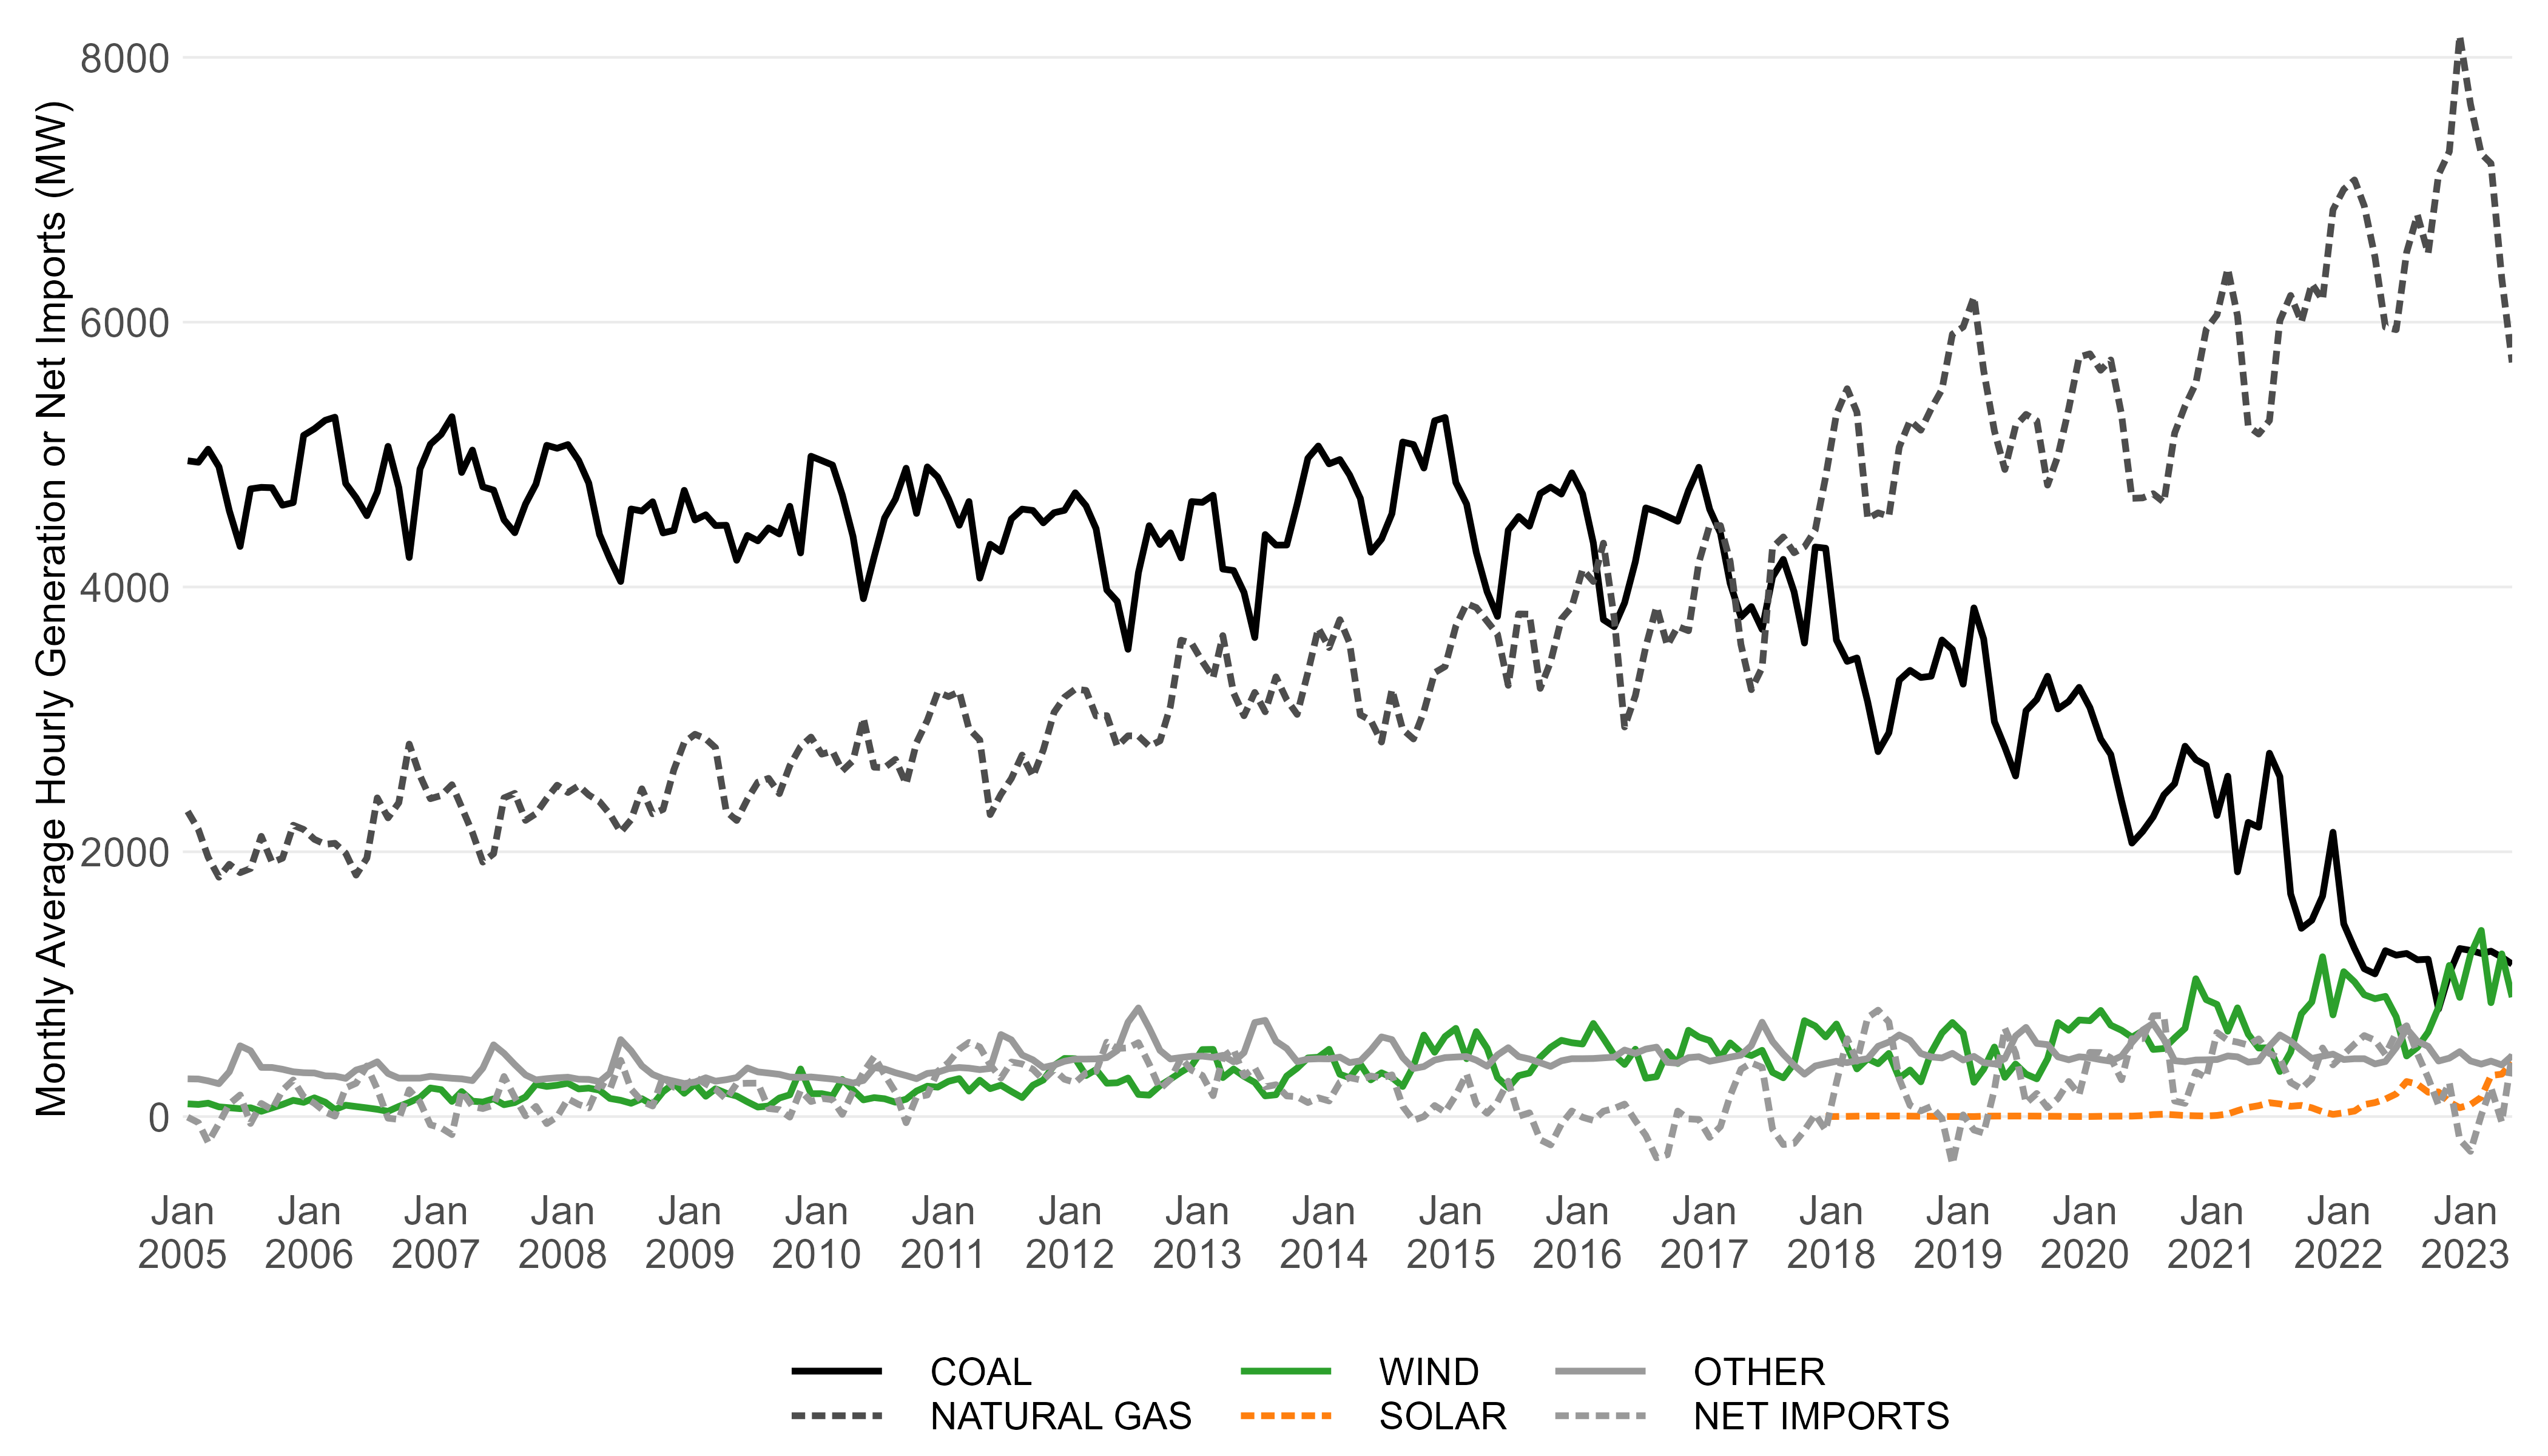 Monthly Average Hourly Generation or Net Imports (MW)
8000
6000
4000
2000
0
Jan Jan Jan Jan Jan Jan Jan Jan Jan Jan Jan Jan Jan Jan Jan Jan Jan Jan Jan
2005 2006 2007 2008 2009 2010 2011 2012 2013 2014 2015 2016 2017 2018 2019 2020 2021 2022 2023
COAL WIND OTHER
NATURAL GAS SOLAR NET IMPORTS